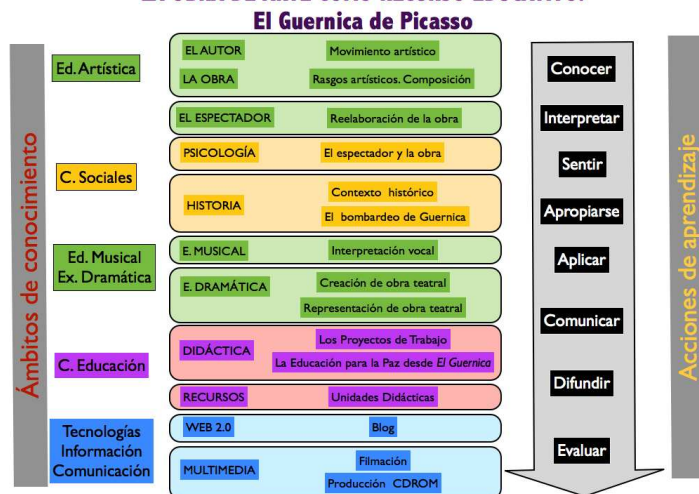 El Guernica de Picasso
Ámbitos de conocimiento
Ed. Artística
EL AUTOR Movimiento artístico
LA OBRA Rasgos artísticos. Composición
EL ESPECTADOR Reelaboración de la obra
C. Sociales
PSICOLOGÍA El espectador y la obra
HISTORIA
Contexto histórico
El bombardeo de Guernica
Ed. Musical
Ex. Dramática
E. MUSICAL Interpretación vocal
E. DRAMÁTICA
Creación de obra teatral
Representación de obra teatral
C. Educación
DIDÁCTICA
Los Proyectos de Trabajo
La Educación para la Paz desde El Guernica
RECURSOS Unidades Didácticas
Tecnologías
Información
Comunicación
WEB 2.0 Blog
MULTIMEDIA
Filmación
Producción CDROM
Conocer
Interpretar
Sentir
Apropiarse
Aplicar
Comunicar
Difundir
Evaluar
Acciones de aprendizaje